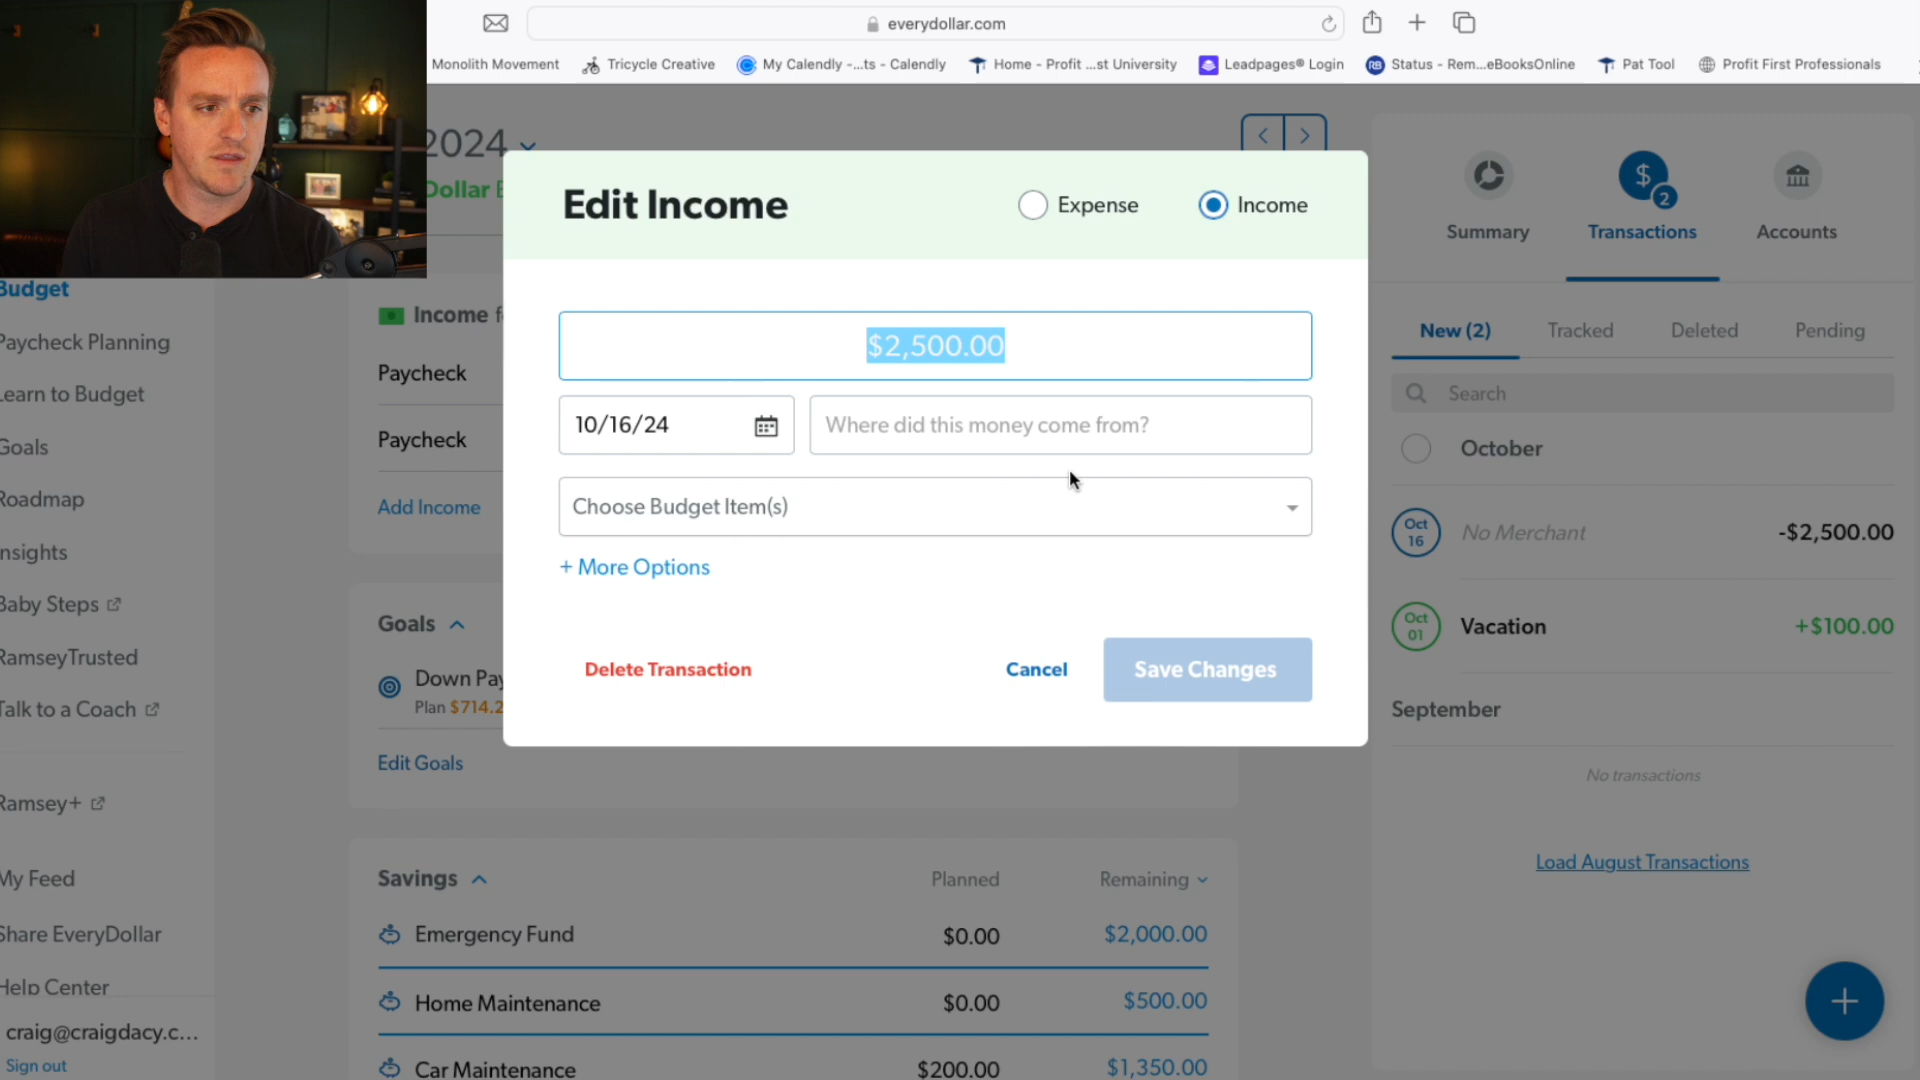 everydollar.com
Monolith Movement
Tricycle Creative
My Calendly -...ts - Calendly
Home - Profit ...st University
Leadpages® Login
RB
Status - Rem...eBooksOnline
Pat Tool
Profit First Professionals
2024
Dollar
Edit Income
Expense
Income
$2,500.00
10/16/24
Where did this money come from?
Choose Budget Item(s)
+ More Options
Delete Transaction
Cancel
Save Changes
Budget
Paycheck Planning
Learn to Budget
Goals
Roadmap
Insights
Baby Steps
RamseyTrusted
Talk to a Coach
Ramsey+
My Feed
Share EveryDollar
Help Center
craig@craigdacy.c...
Sign out
Income
Paycheck
Paycheck
Add Income
Goals
Down Pay
Plan $714.2
Edit Goals
Savings
Planned
Remaining
Emergency Fund
$0.00
$2,000.00
Home Maintenance
$0.00
$500.00
Car Maintenance
$200.00
$1,350.00
$
2
Summary
Transactions
Accounts
New (2)
Tracked
Deleted
Pending
Search
October
Oct
16
No Merchant
-$2,500.00
Oct
01
Vacation
+$100.00
September
No transactions
Load August Transactions